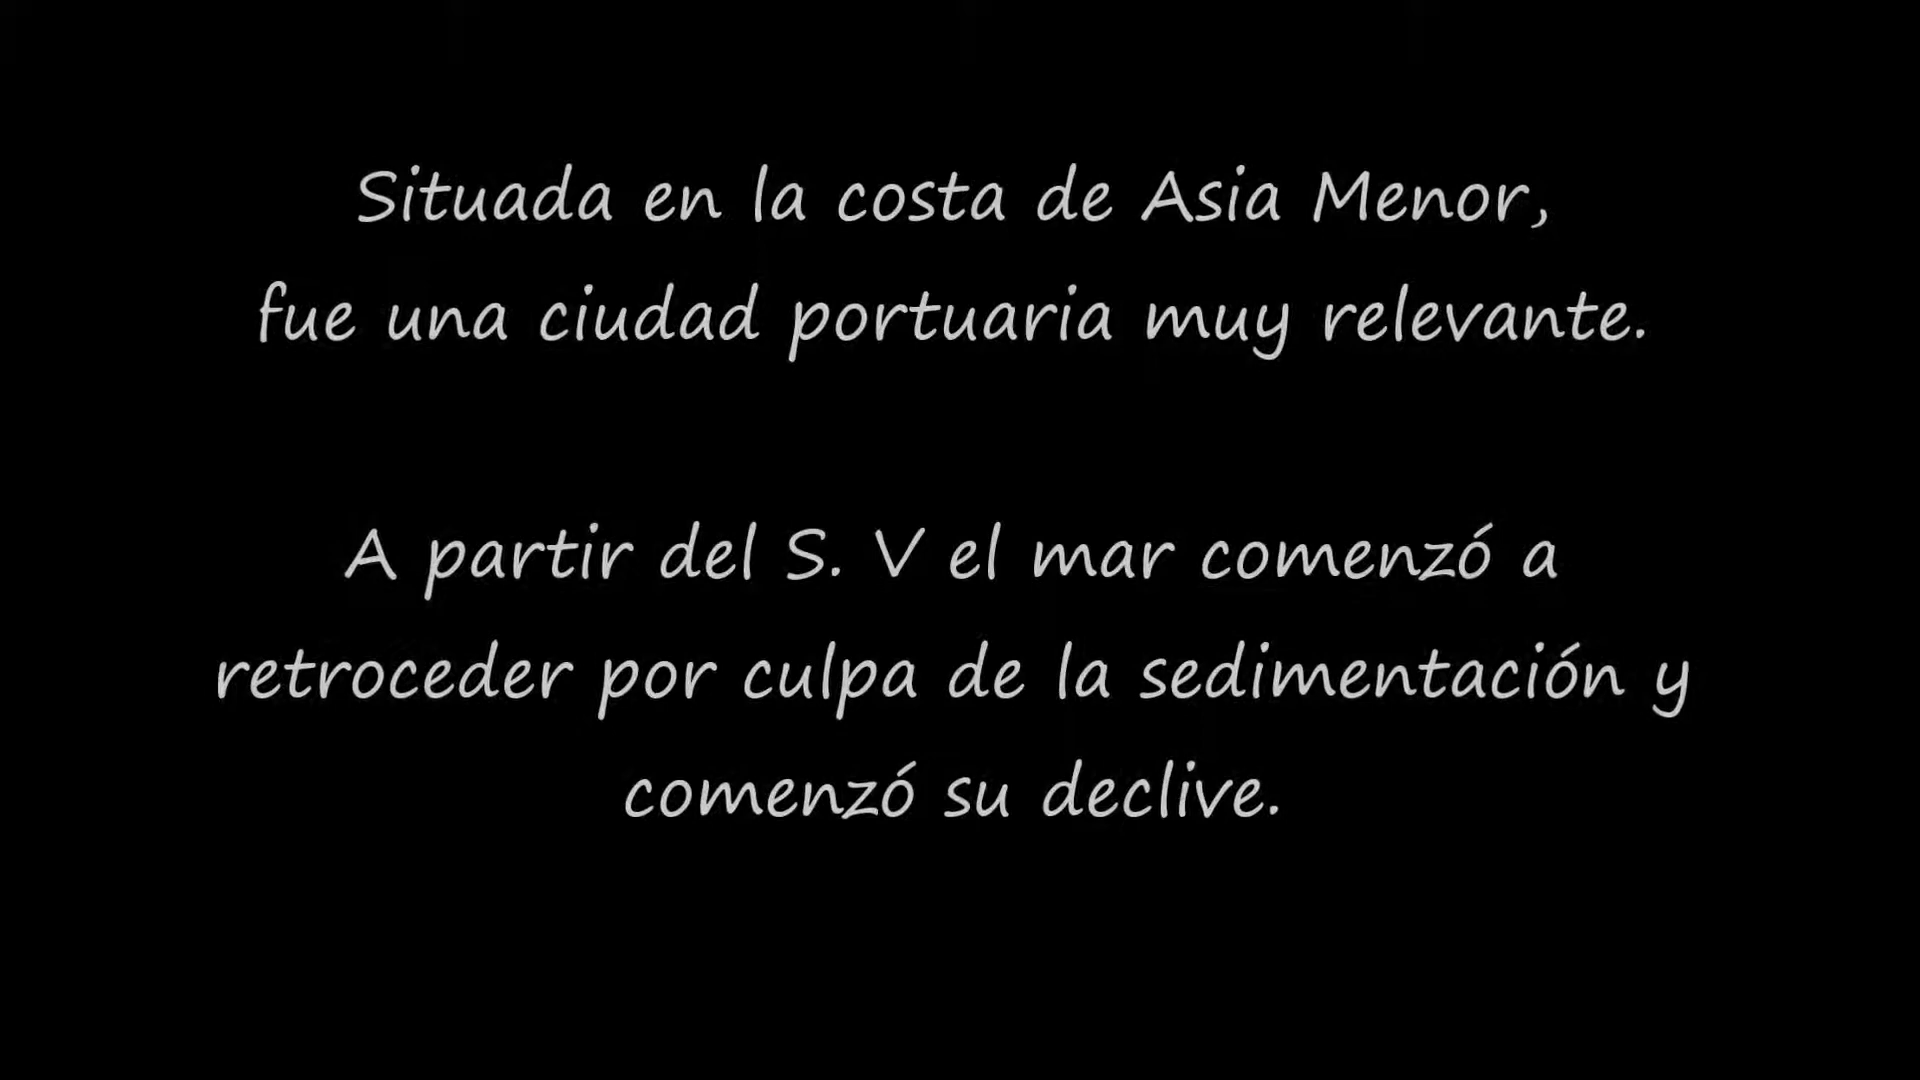 Situada en la costa de Asia Menor,
fue una ciudad portuaria muy relevante.
A partir del S. V el mar comenzó a
retroceder por culpa de la sedimentación y
comenzó su declive.